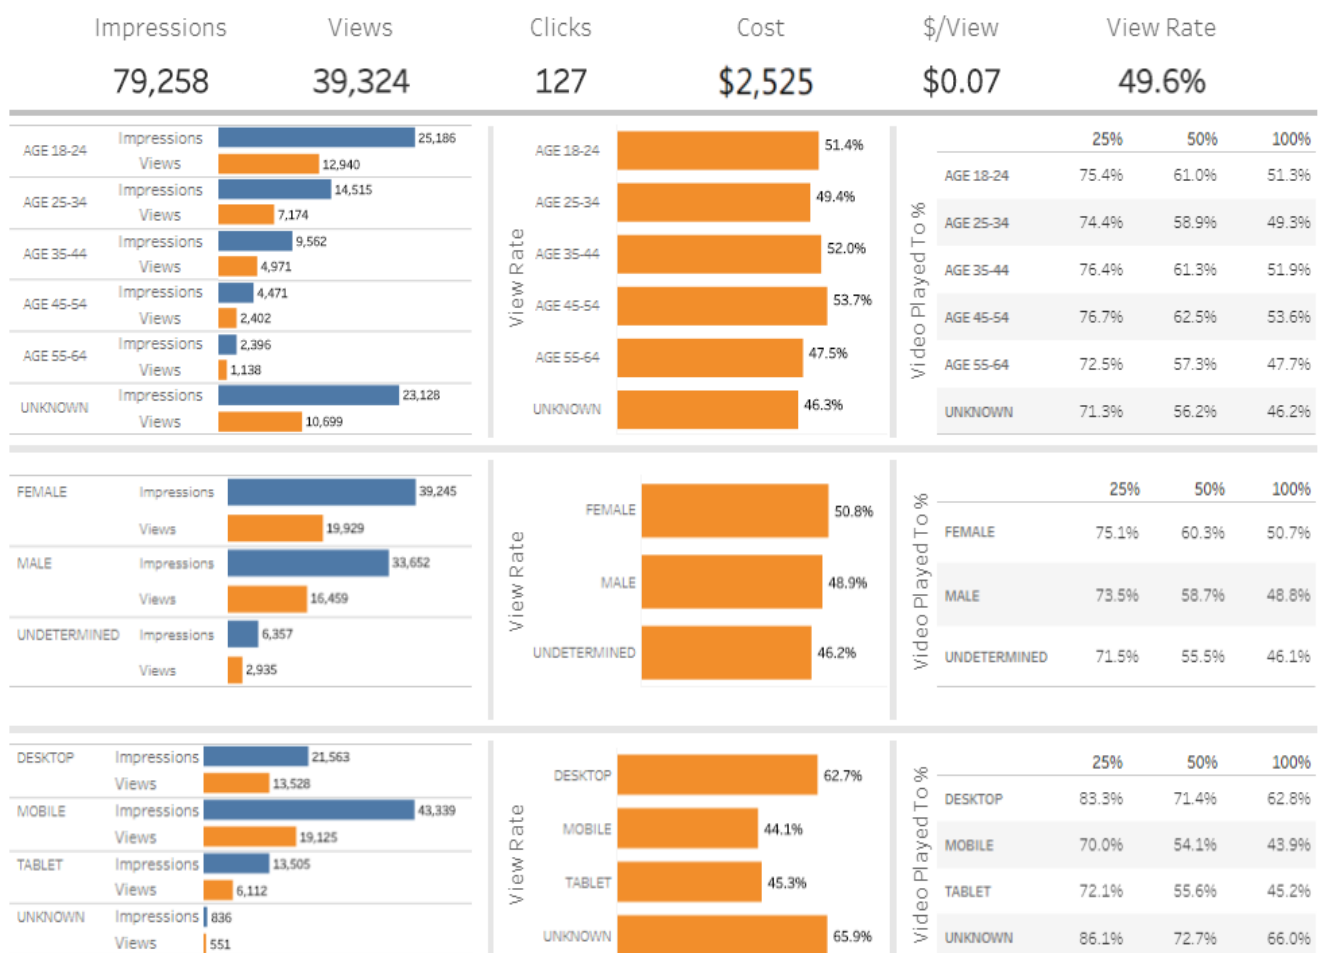 Impressions Views Clicks Cost $/View View Rate
79,258 39,324 127 $2,525 $0.07 49.6%
AGE 18-24 Impressions 25,186
Views 12,940
AGE 25-34 Impressions 14,515
Views 7,174
AGE 35-44 Impressions 9,562
Views 4,971
AGE 45-54 Impressions 4,471
Views 2,402
AGE 55-64 Impressions 2,396
Views 1,138
UNKNOWN Impressions 23,128
Views 10,699
View Rate
AGE 18-24 51.4%
AGE 25-34 49.4%
AGE 35-44 52.0%
AGE 45-54 53.7%
AGE 55-64 47.5%
UNKNOWN 46.3%
Video Played To %
25% 50% 100%
AGE 18-24 75.4% 61.0% 51.3%
AGE 25-34 74.4% 58.9% 49.3%
AGE 35-44 76.4% 61.3% 51.9%
AGE 45-54 76.7% 62.5% 53.6%
AGE 55-64 72.5% 57.3% 47.7%
UNKNOWN 71.3% 56.2% 46.2%
FEMALE Impressions 39,245
Views 19,929
MALE Impressions 33,652
Views 16,459
UNDETERMINED Impressions 6,357
Views 2,935
View Rate
FEMALE 50.8%
MALE 48.9%
UNDETERMINED 46.2%
Video Played To %
25% 50% 100%
FEMALE 75.1% 60.3% 50.7%
MALE 73.5% 58.7% 48.8%
UNDETERMINED 71.5% 55.5% 46.1%
DESKTOP Impressions 21,563
Views 13,528
MOBILE Impressions 43,339
Views 19,125
TABLET Impressions 13,505
Views 6,112
UNKNOWN Impressions 836
Views 551
View Rate
DESKTOP 62.7%
MOBILE 44.1%
TABLET 45.3%
UNKNOWN 65.9%
Video Played To %
25% 50% 100%
DESKTOP 83.3% 71.4% 62.8%
MOBILE 70.0% 54.1% 43.9%
TABLET 72.1% 55.6% 45.2%
UNKNOWN 86.1% 72.7% 66.0%